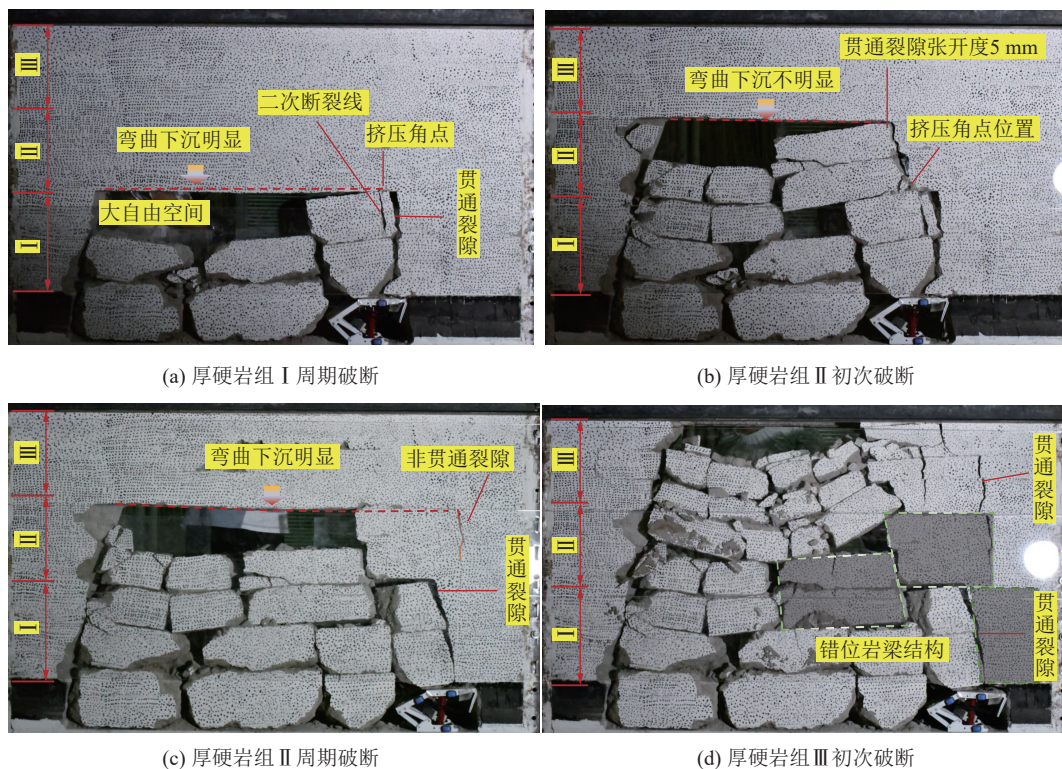 Ⅲ
Ⅱ
Ⅰ
二次断裂线
弯曲下沉明显
挤压角点
贯通裂隙
大自由空间
(a) 厚硬岩组Ⅰ周期破断
Ⅲ
Ⅱ
Ⅰ
贯通裂隙张开度5 mm
弯曲下沉不明显
挤压角点位置
(b) 厚硬岩组Ⅱ初次破断
Ⅲ
Ⅱ
Ⅰ
弯曲下沉明显
非贯通裂隙
贯通裂隙
(c) 厚硬岩组Ⅱ周期破断
Ⅲ
Ⅱ
Ⅰ
贯通裂隙
贯通裂隙
错位岩梁结构
(d) 厚硬岩组Ⅲ初次破断